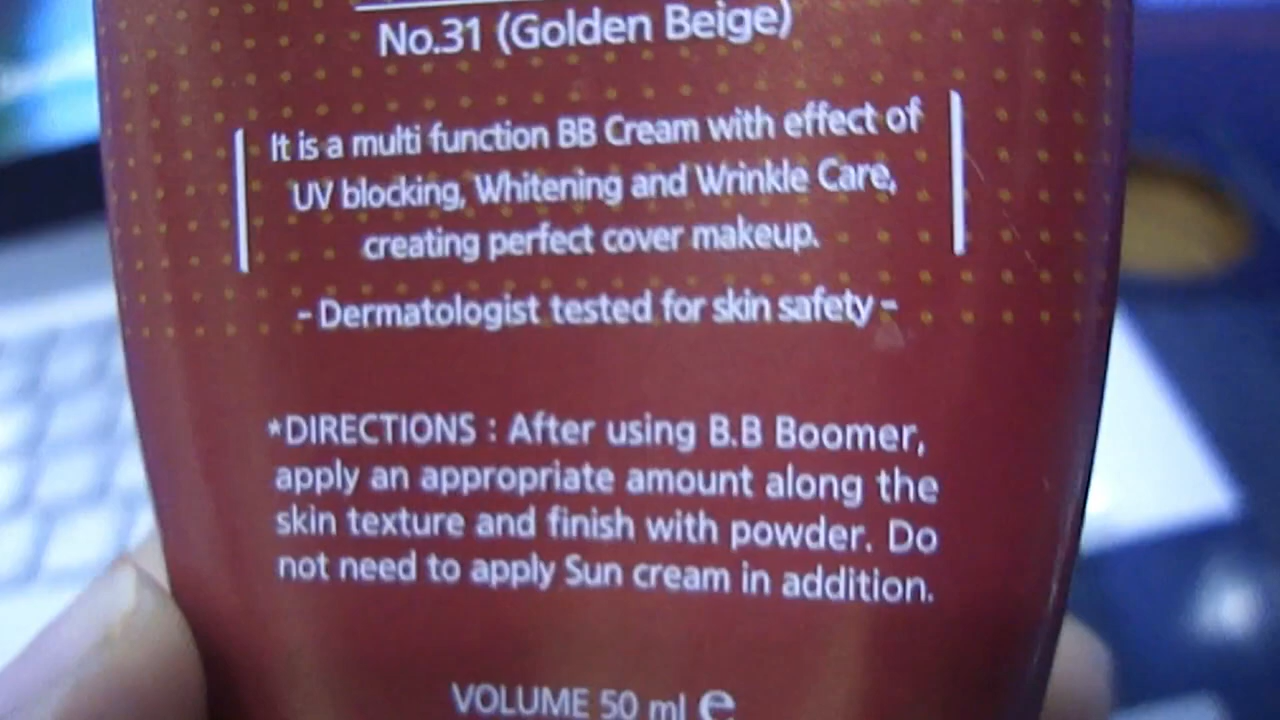 No.31 (Golden Beige)
It is a multi function BB Cream with effect of
UV blocking, Whitening and Wrinkle Care,
creating perfect cover makeup.
- Dermatologist tested for skin safety -
*DIRECTIONS : After using B.B Boomer,
apply an appropriate amount along the
skin texture and finish with powder. Do
not need to apply Sun cream in addition.
VOLUME 50 ml ℮